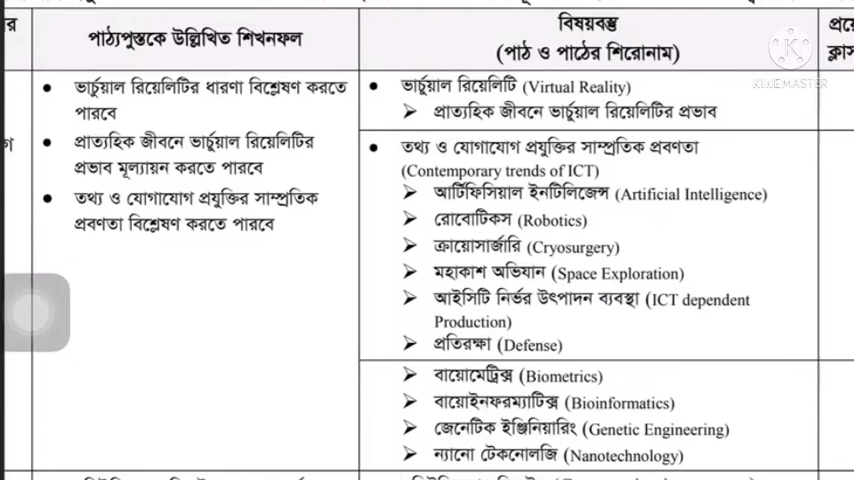 পাঠ্যপুস্তকে উল্লিখিত শিখনফল
বিষয়বস্তু
(পাঠ ও পাঠের শিরোনাম)
ক্লাস
KINEMASTER
ভার্চুয়াল রিয়েলিটির ধারণা বিশ্লেষণ করতে
পারবে
প্রাত্যহিক জীবনে ভার্চুয়াল রিয়েলিটির
প্রভাব মূল্যায়ন করতে পারবে
তথ্য ও যোগাযোগ প্রযুক্তির সাম্প্রতিক
প্রবণতা বিশ্লেষণ করতে পারবে
ভার্চুয়াল রিয়েলিটি (Virtual Reality)
প্রাত্যহিক জীবনে ভার্চুয়াল রিয়েলিটির প্রভাব
তথ্য ও যোগাযোগ প্রযুক্তির সাম্প্রতিক প্রবণতা
(Contemporary trends of ICT)
আর্টিফিসিয়াল ইনটিলিজেন্স (Artificial Intelligence)
রোবোটিকস (Robotics)
ক্রায়োসার্জারি (Cryosurgery)
মহাকাশ অভিযান (Space Exploration)
আইসিটি নির্ভর উৎপাদন ব্যবস্থা (ICT dependent
Production)
প্রতিরক্ষা (Defense)
বায়োমেট্রিক্স (Biometrics)
বায়োইনফরম্যাটিক্স (Bioinformatics)
জেনেটিক ইঞ্জিনিয়ারিং (Genetic Engineering)
ন্যানো টেকনোলজি (Nanotechnology)